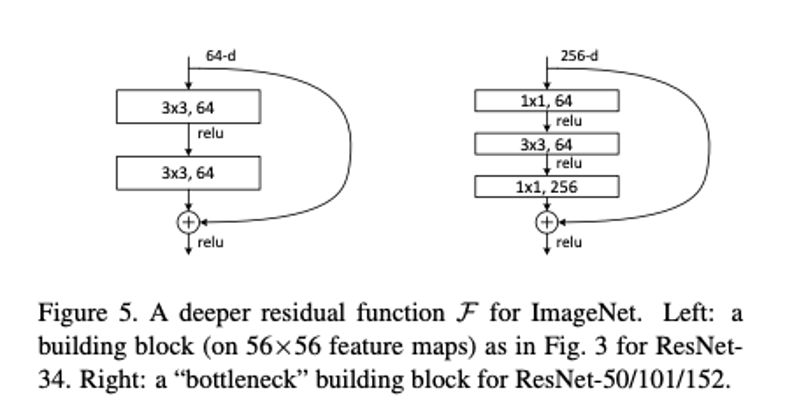 64-d
3x3, 64
relu
3x3, 64
+
relu
256-d
1x1, 64
relu
3x3, 64
relu
1x1, 256
+
relu
Figure 5. A deeper residual function F for ImageNet. Left: a
building block (on 56×56 feature maps) as in Fig. 3 for ResNet-
34. Right: a “bottleneck” building block for ResNet-50/101/152.